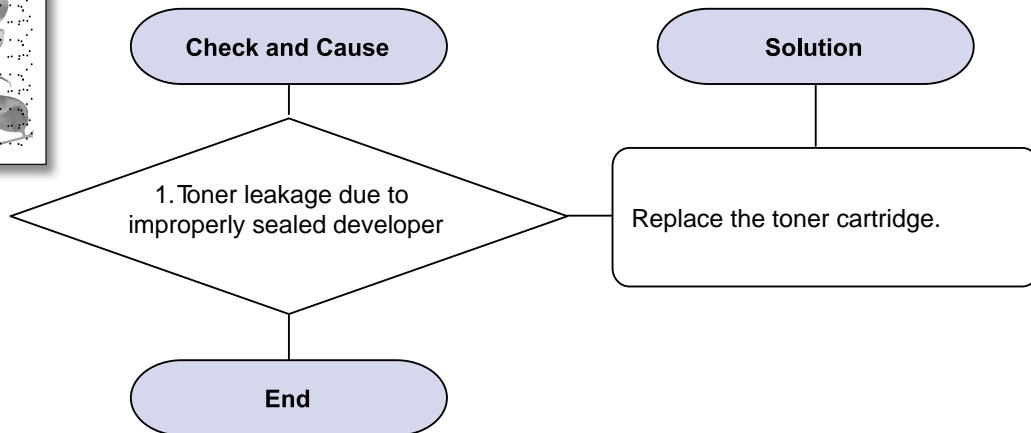 Check and Cause
Solution
1. Toner leakage due to
improperly sealed developer
Replace the toner cartridge.
End